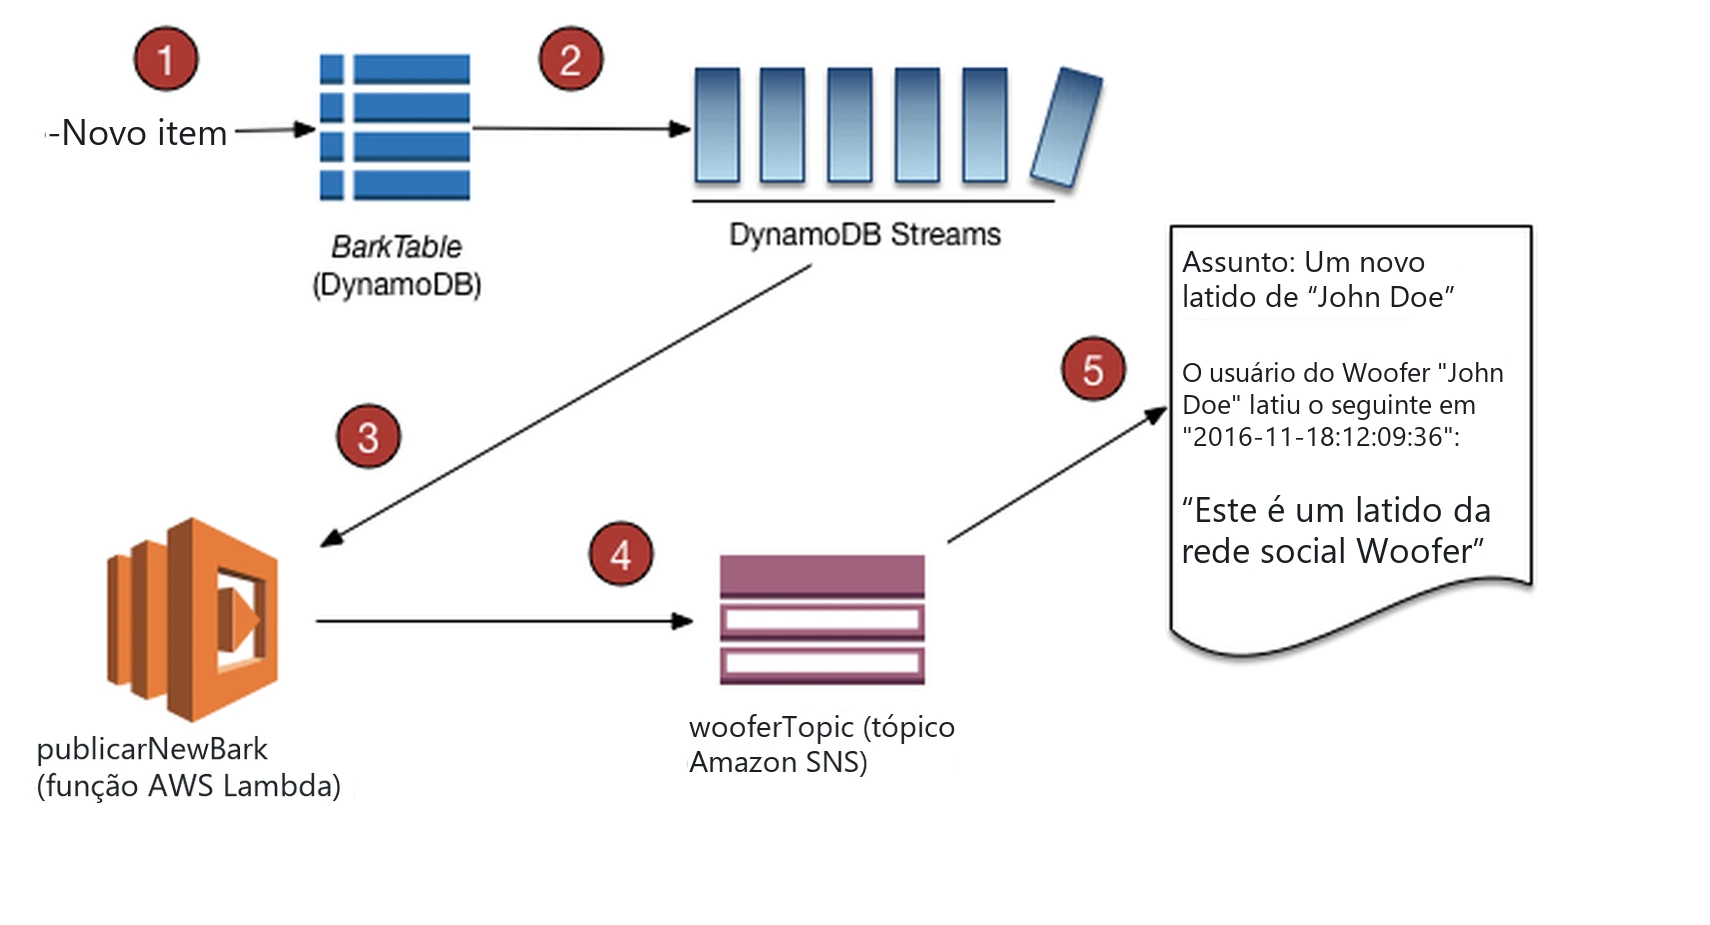 1
2
-Novo item
BarkTable
(DynamoDB)
DynamoDB Streams
3
publicarNewBark
(função AWS Lambda)
4
wooferTopic (tópico
Amazon SNS)
5
Assunto: Um novo
latido de “John Doe”
O usuário do Woofer "John
Doe" latiu o seguinte em
"2016-11-18:12:09:36":
“Este é um latido da
rede social Woofer”